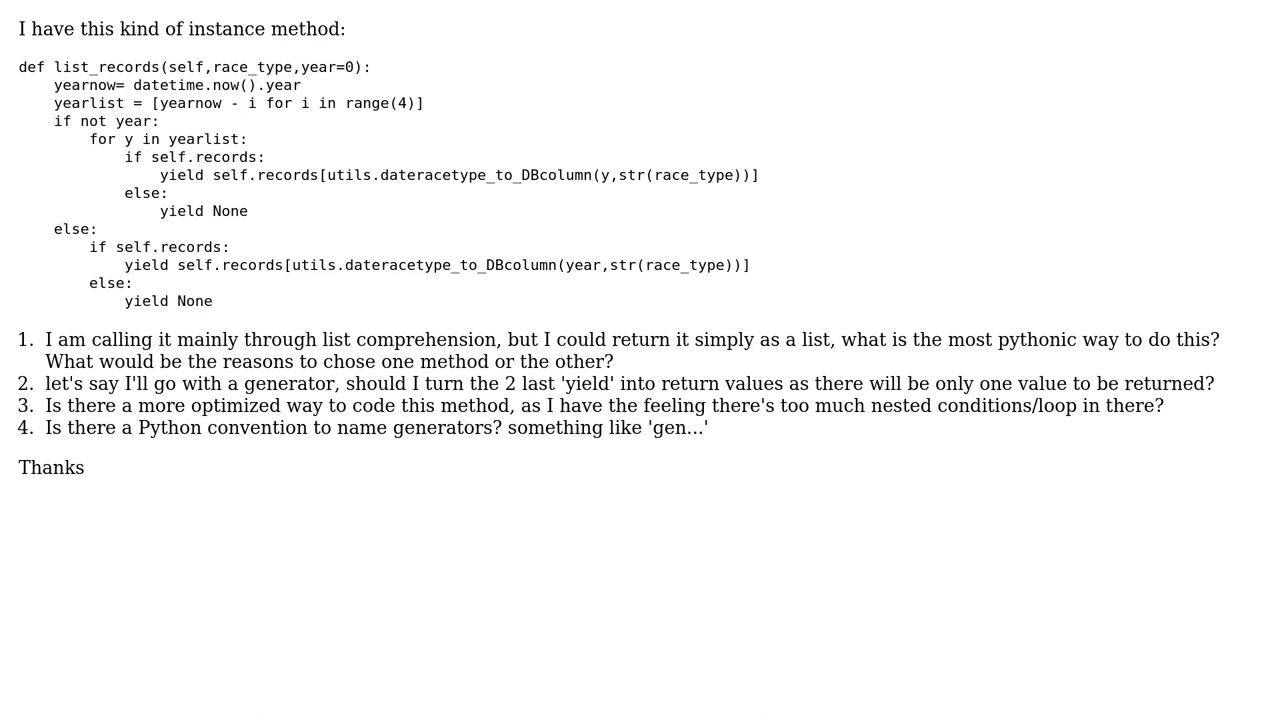 I have this kind of instance method:
def list_records(self,race_type,year=0):
    yearnow= datetime.now().year
    yearlist = [yearnow - i for i in range(4)]
    if not year:
        for y in yearlist:
            if self.records:
                yield self.records[utils.dateracetype_to_DBcolumn(y,str(race_type))]
            else:
                yield None
    else:
        if self.records:
            yield self.records[utils.dateracetype_to_DBcolumn(year,str(race_type))]
        else:
            yield None
1. I am calling it mainly through list comprehension, but I could return it simply as a list, what is the most pythonic way to do this?
What would be the reasons to chose one method or the other?
2. let's say I'll go with a generator, should I turn the 2 last 'yield' into return values as there will be only one value to be returned?
3. Is there a more optimized way to code this method, as I have the feeling there's too much nested conditions/loop in there?
4. Is there a Python convention to name generators? something like 'gen...'
Thanks